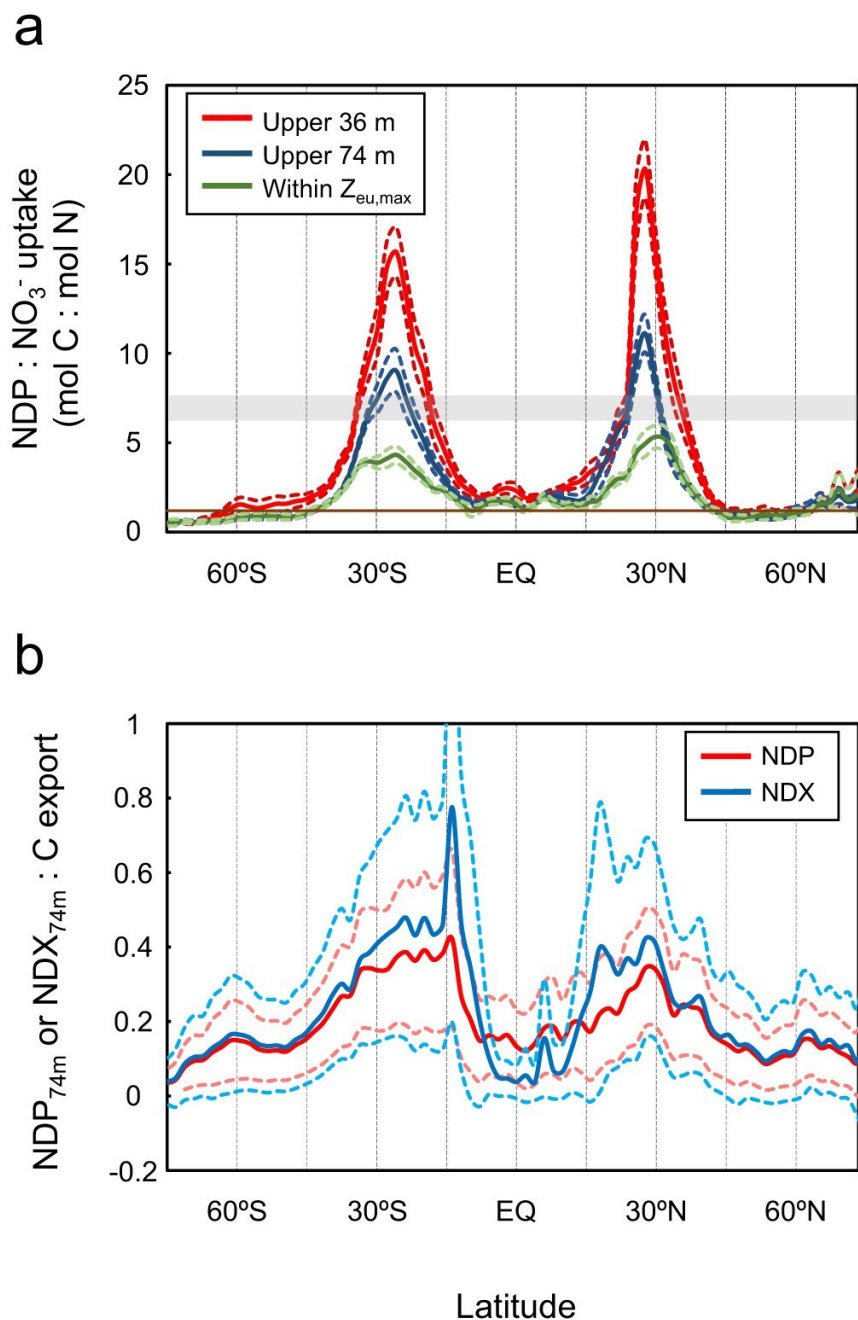 a
NDP : NO₃⁻ uptake
(mol C : mol N)
25
20
15
10
5
0
Upper 36 m
Upper 74 m
Within Z_eu,max
60ºS 30ºS EQ 30ºN 60ºN
b
NDP₇₄ₘ or NDX₇₄ₘ : C export
1
0.8
0.6
0.4
0.2
0
-0.2
NDP
NDX
60ºS 30ºS EQ 30ºN 60ºN
Latitude